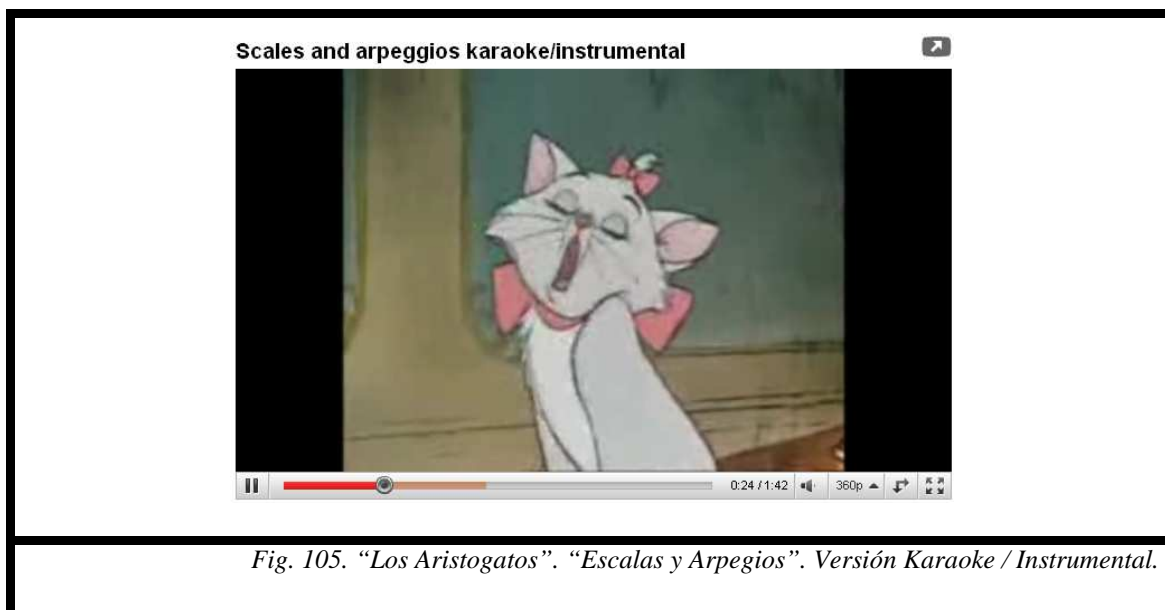 Scales and arpeggios karaoke/instrumental
0:24 / 1:42
360p
Fig. 105. “Los Aristogatos”. “Escalas y Arpegios”. Versión Karaoke / Instrumental.